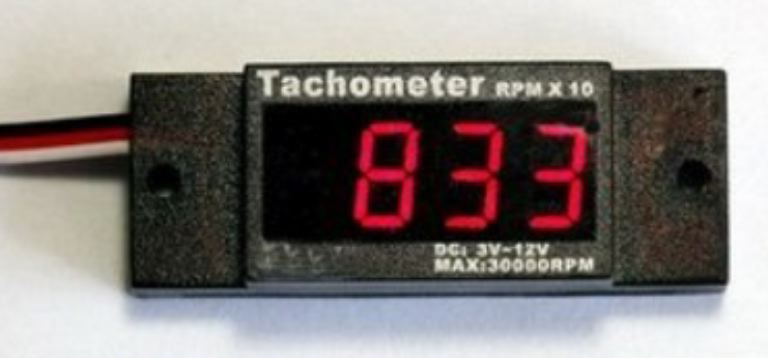 Tachometer RPM X 10
833
DC: 3V~12V
MAX:30000RPM